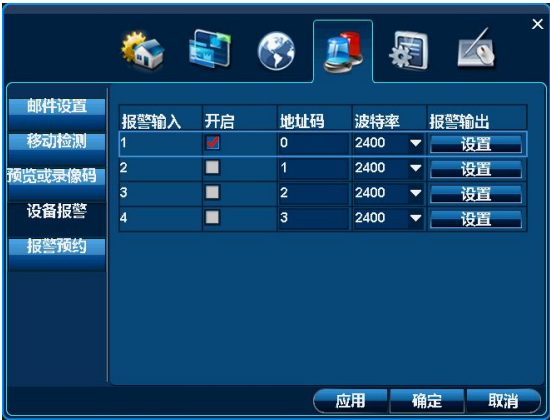 邮件设置
移动检测
预览或录像码
设备报警
报警预约
报警输入 开启 地址码 波特率 报警输出
1 0 2400 设置
2 1 2400 设置
3 2 2400 设置
4 3 2400 设置
应用 确定 取消